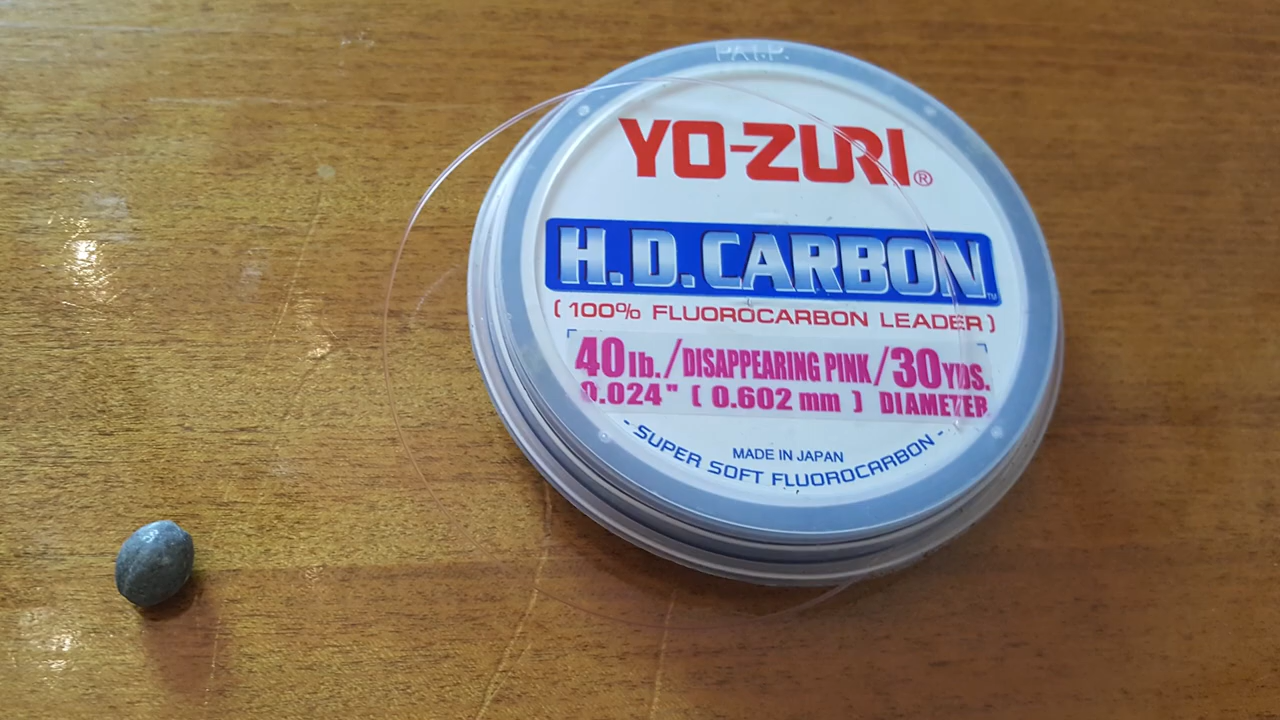 PAT.P.
YO-ZURI®
H.D.CARBON™
( 100% FLUOROCARBON LEADER )
40lb./DISAPPEARING PINK/30YDS.
0.024" ( 0.602 mm ) DIAMETER
MADE IN JAPAN
- SUPER SOFT FLUOROCARBON -